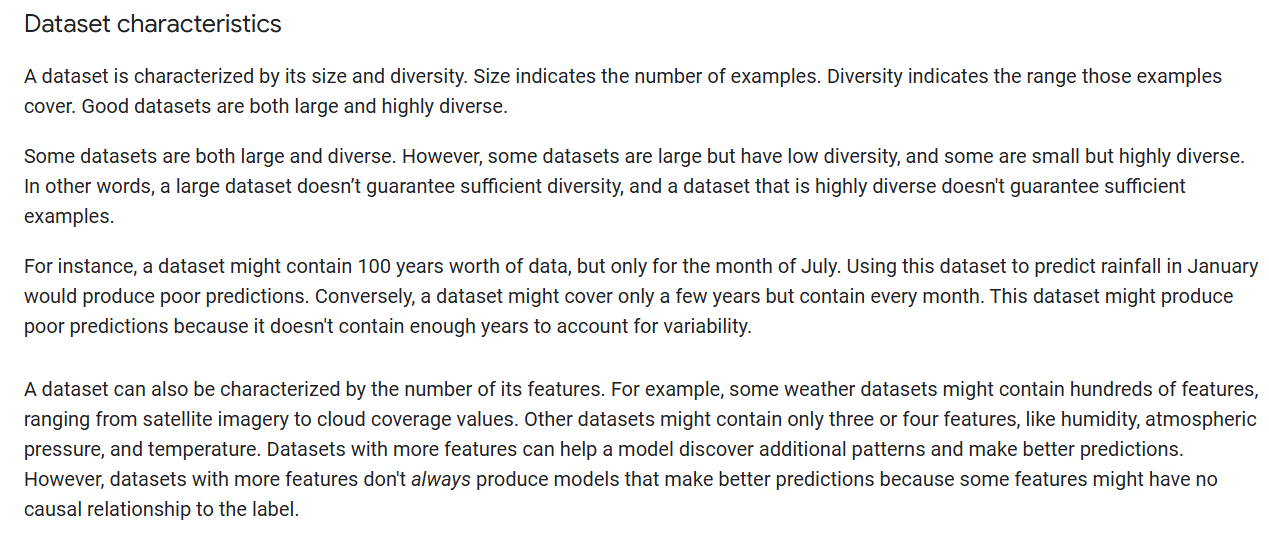 Dataset characteristics
A dataset is characterized by its size and diversity. Size indicates the number of examples. Diversity indicates the range those examples
cover. Good datasets are both large and highly diverse.
Some datasets are both large and diverse. However, some datasets are large but have low diversity, and some are small but highly diverse.
In other words, a large dataset doesn’t guarantee sufficient diversity, and a dataset that is highly diverse doesn't guarantee sufficient
examples.
For instance, a dataset might contain 100 years worth of data, but only for the month of July. Using this dataset to predict rainfall in January
would produce poor predictions. Conversely, a dataset might cover only a few years but contain every month. This dataset might produce
poor predictions because it doesn't contain enough years to account for variability.
A dataset can also be characterized by the number of its features. For example, some weather datasets might contain hundreds of features,
ranging from satellite imagery to cloud coverage values. Other datasets might contain only three or four features, like humidity, atmospheric
pressure, and temperature. Datasets with more features can help a model discover additional patterns and make better predictions.
However, datasets with more features don't always produce models that make better predictions because some features might have no
causal relationship to the label.